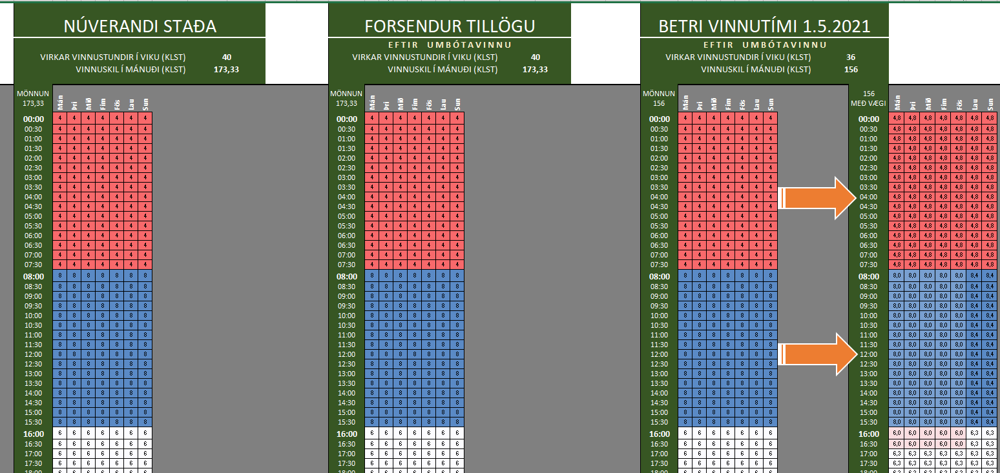 NÚVERANDI STAÐA
VIRKAR VINNUSTUNDIR Í VIKU (KLST) 40
VINNUSKIL Í MÁNUÐI (KLST) 173,33
FORSENDUR TILLÖGU
EFTIR UMBÓTAVINNU
VIRKAR VINNUSTUNDIR Í VIKU (KLST) 40
VINNUSKIL Í MÁNUÐI (KLST) 173,33
BETRI VINNUTÍMI 1.5.2021
EFTIR UMBÓTAVINNU
VIRKAR VINNUSTUNDIR Í VIKU (KLST) 36
VINNUSKIL Í MÁNUÐI (KLST) 156
MÖNNUN 173,33 Mán Þri Mið Fim Fös Lau Sun MÖNNUN 173,33 Mán Þri Mið Fim Fös Lau Sun MÖNNUN 156 Mán Þri Mið Fim Fös Lau Sun 156 MEÐ VÆGI Mán Þri Mið Fim Fös Lau Sun
00:00 4 4 4 4 4 4 4 00:00 4 4 4 4 4 4 4 00:00 4 4 4 4 4 4 4 00:00 4,8 4,8 4,8 4,8 4,8 4,8 4,8
00:30 4 4 4 4 4 4 4 00:30 4 4 4 4 4 4 4 00:30 4 4 4 4 4 4 4 00:30 4,8 4,8 4,8 4,8 4,8 4,8 4,8
01:00 4 4 4 4 4 4 4 01:00 4 4 4 4 4 4 4 01:00 4 4 4 4 4 4 4 01:00 4,8 4,8 4,8 4,8 4,8 4,8 4,8
01:30 4 4 4 4 4 4 4 01:30 4 4 4 4 4 4 4 01:30 4 4 4 4 4 4 4 01:30 4,8 4,8 4,8 4,8 4,8 4,8 4,8
02:00 4 4 4 4 4 4 4 02:00 4 4 4 4 4 4 4 02:00 4 4 4 4 4 4 4 02:00 4,8 4,8 4,8 4,8 4,8 4,8 4,8
02:30 4 4 4 4 4 4 4 02:30 4 4 4 4 4 4 4 02:30 4 4 4 4 4 4 4 02:30 4,8 4,8 4,8 4,8 4,8 4,8 4,8
03:00 4 4 4 4 4 4 4 03:00 4 4 4 4 4 4 4 03:00 4 4 4 4 4 4 4 03:00 4,8 4,8 4,8 4,8 4,8 4,8 4,8
03:30 4 4 4 4 4 4 4 03:30 4 4 4 4 4 4 4 03:30 4 4 4 4 4 4 4 03:30 4,8 4,8 4,8 4,8 4,8 4,8 4,8
04:00 4 4 4 4 4 4 4 04:00 4 4 4 4 4 4 4 04:00 4 4 4 4 4 4 4 04:00 4,8 4,8 4,8 4,8 4,8 4,8 4,8
04:30 4 4 4 4 4 4 4 04:30 4 4 4 4 4 4 4 04:30 4 4 4 4 4 4 4 04:30 4,8 4,8 4,8 4,8 4,8 4,8 4,8
05:00 4 4 4 4 4 4 4 05:00 4 4 4 4 4 4 4 05:00 4 4 4 4 4 4 4 05:00 4,8 4,8 4,8 4,8 4,8 4,8 4,8
05:30 4 4 4 4 4 4 4 05:30 4 4 4 4 4 4 4 05:30 4 4 4 4 4 4 4 05:30 4,8 4,8 4,8 4,8 4,8 4,8 4,8
06:00 4 4 4 4 4 4 4 06:00 4 4 4 4 4 4 4 06:00 4 4 4 4 4 4 4 06:00 4,8 4,8 4,8 4,8 4,8 4,8 4,8
06:30 4 4 4 4 4 4 4 06:30 4 4 4 4 4 4 4 06:30 4 4 4 4 4 4 4 06:30 4,8 4,8 4,8 4,8 4,8 4,8 4,8
07:00 4 4 4 4 4 4 4 07:00 4 4 4 4 4 4 4 07:00 4 4 4 4 4 4 4 07:00 4,8 4,8 4,8 4,8 4,8 4,8 4,8
07:30 4 4 4 4 4 4 4 07:30 4 4 4 4 4 4 4 07:30 4 4 4 4 4 4 4 07:30 4,8 4,8 4,8 4,8 4,8 4,8 4,8
08:00 8 8 8 8 8 8 8 08:00 8 8 8 8 8 8 8 08:00 8 8 8 8 8 8 8 08:00 8,0 8,0 8,0 8,0 8,0 8,4 8,4
08:30 8 8 8 8 8 8 8 08:30 8 8 8 8 8 8 8 08:30 8 8 8 8 8 8 8 08:30 8,0 8,0 8,0 8,0 8,0 8,4 8,4
09:00 8 8 8 8 8 8 8 09:00 8 8 8 8 8 8 8 09:00 8 8 8 8 8 8 8 09:00 8,0 8,0 8,0 8,0 8,0 8,4 8,4
09:30 8 8 8 8 8 8 8 09:30 8 8 8 8 8 8 8 09:30 8 8 8 8 8 8 8 09:30 8,0 8,0 8,0 8,0 8,0 8,4 8,4
10:00 8 8 8 8 8 8 8 10:00 8 8 8 8 8 8 8 10:00 8 8 8 8 8 8 8 10:00 8,0 8,0 8,0 8,0 8,0 8,4 8,4
10:30 8 8 8 8 8 8 8 10:30 8 8 8 8 8 8 8 10:30 8 8 8 8 8 8 8 10:30 8,0 8,0 8,0 8,0 8,0 8,4 8,4
11:00 8 8 8 8 8 8 8 11:00 8 8 8 8 8 8 8 11:00 8 8 8 8 8 8 8 11:00 8,0 8,0 8,0 8,0 8,0 8,4 8,4
11:30 8 8 8 8 8 8 8 11:30 8 8 8 8 8 8 8 11:30 8 8 8 8 8 8 8 11:30 8,0 8,0 8,0 8,0 8,0 8,4 8,4
12:00 8 8 8 8 8 8 8 12:00 8 8 8 8 8 8 8 12:00 8 8 8 8 8 8 8 12:00 8,0 8,0 8,0 8,0 8,0 8,4 8,4
12:30 8 8 8 8 8 8 8 12:30 8 8 8 8 8 8 8 12:30 8 8 8 8 8 8 8 12:30 8,0 8,0 8,0 8,0 8,0 8,4 8,4
13:00 8 8 8 8 8 8 8 13:00 8 8 8 8 8 8 8 13:00 8 8 8 8 8 8 8 13:00 8,0 8,0 8,0 8,0 8,0 8,4 8,4
13:30 8 8 8 8 8 8 8 13:30 8 8 8 8 8 8 8 13:30 8 8 8 8 8 8 8 13:30 8,0 8,0 8,0 8,0 8,0 8,4 8,4
14:00 8 8 8 8 8 8 8 14:00 8 8 8 8 8 8 8 14:00 8 8 8 8 8 8 8 14:00 8,0 8,0 8,0 8,0 8,0 8,4 8,4
14:30 8 8 8 8 8 8 8 14:30 8 8 8 8 8 8 8 14:30 8 8 8 8 8 8 8 14:30 8,0 8,0 8,0 8,0 8,0 8,4 8,4
15:00 8 8 8 8 8 8 8 15:00 8 8 8 8 8 8 8 15:00 8 8 8 8 8 8 8 15:00 8,0 8,0 8,0 8,0 8,0 8,4 8,4
15:30 8 8 8 8 8 8 8 15:30 8 8 8 8 8 8 8 15:30 8 8 8 8 8 8 8 15:30 8,0 8,0 8,0 8,0 8,0 8,4 8,4
16:00 6 6 6 6 6 6 6 16:00 6 6 6 6 6 6 6 16:00 6 6 6 6 6 6 6 16:00 6,0 6,0 6,0 6,0 6,0 6,3 6,3
16:30 6 6 6 6 6 6 6 16:30 6 6 6 6 6 6 6 16:30 6 6 6 6 6 6 6 16:30 6,0 6,0 6,0 6,0 6,0 6,3 6,3
17:00 6 6 6 6 6 6 6 17:00 6 6 6 6 6 6 6 17:00 6 6 6 6 6 6 6 17:00 6,3 6,3 6,3 6,3 6,3 6,3 6,3
17:30 6 6 6 6 6 6 6 17:30 6 6 6 6 6 6 6 17:30 6 6 6 6 6 6 6 17:30 6,3 6,3 6,3 6,3 6,3 6,3 6,3